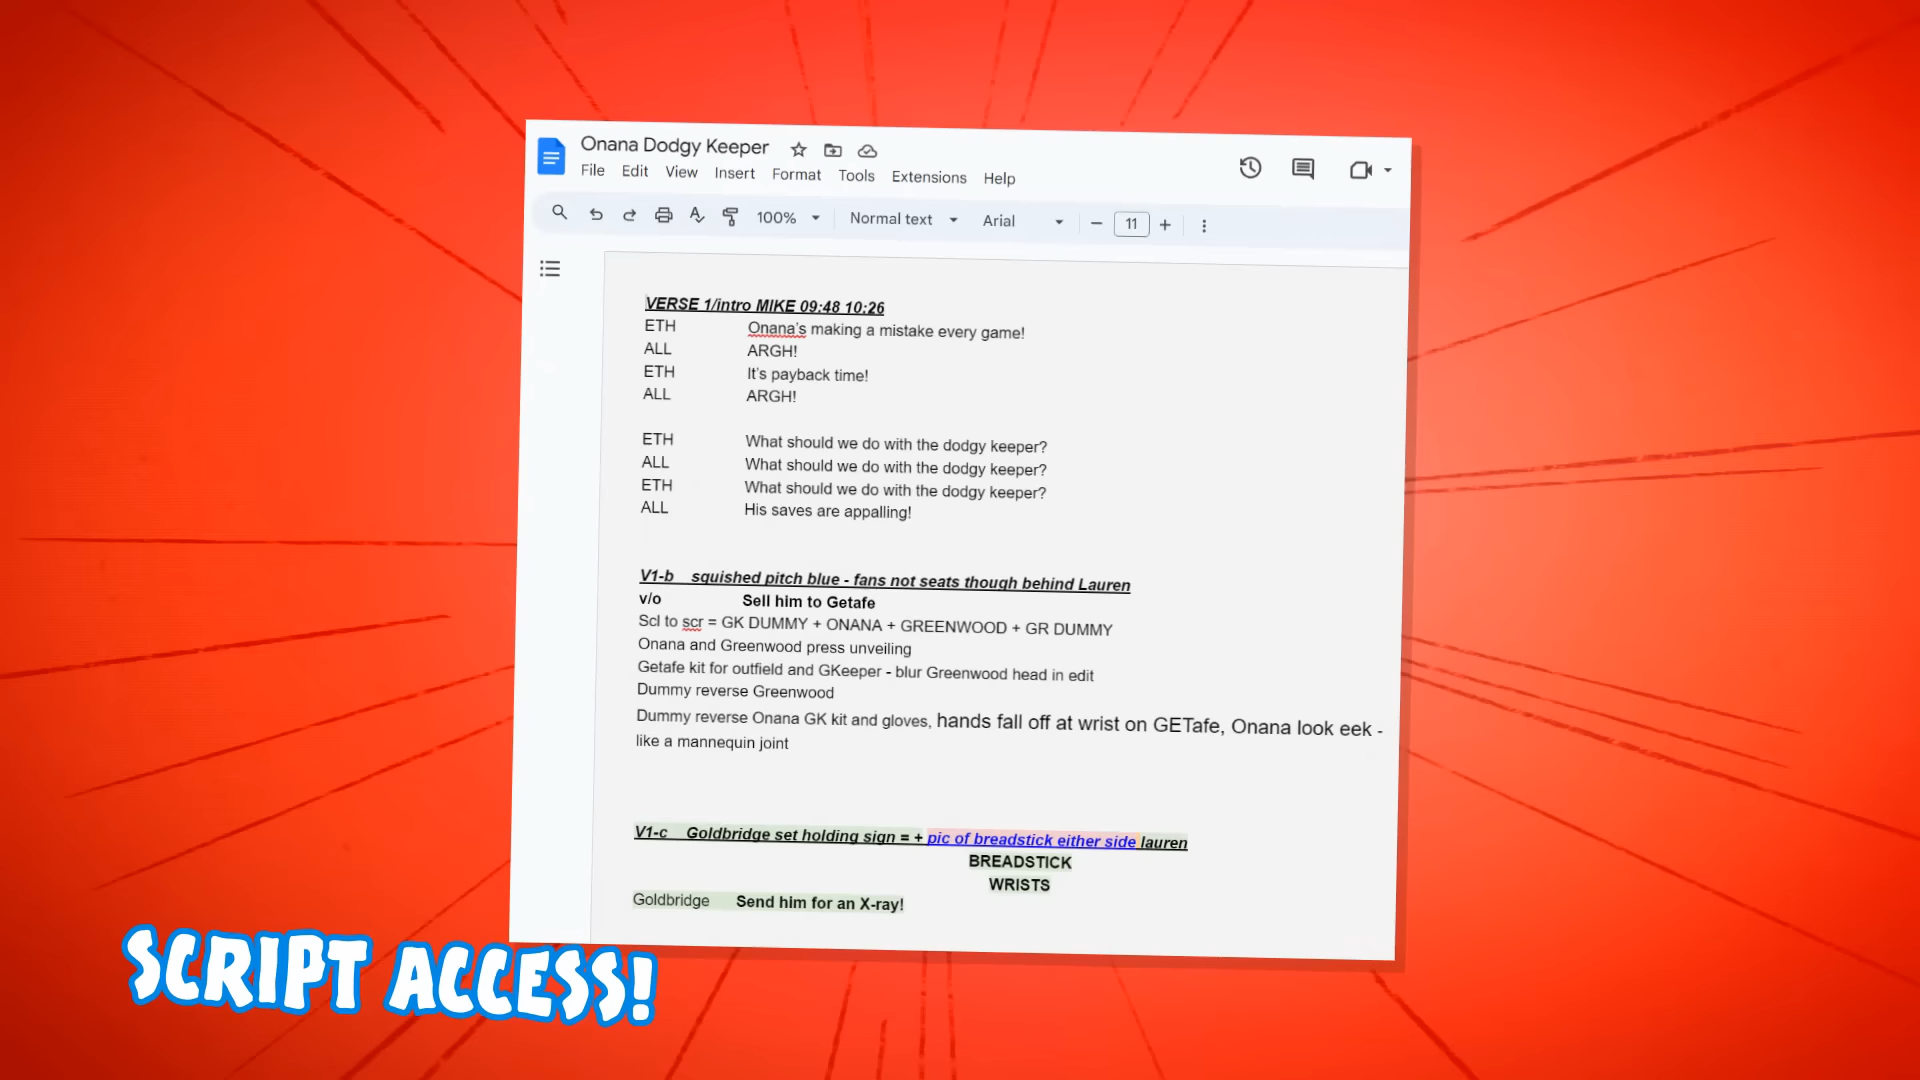 Onana Dodgy Keeper
File Edit View Insert Format Tools Extensions Help
100% Normal text Arial 11
VERSE 1/intro MIKE 09:48 10:26
ETH Onana's making a mistake every game!
ALL ARGH!
ETH It's payback time!
ALL ARGH!
ETH What should we do with the dodgy keeper?
ALL What should we do with the dodgy keeper?
ETH What should we do with the dodgy keeper?
ALL His saves are appalling!
V1-b squished pitch blue - fans not seats though behind Lauren
v/o Sell him to Getafe
Scl to scr = GK DUMMY + ONANA + GREENWOOD + GR DUMMY
Onana and Greenwood press unveiling
Getafe kit for outfield and GKeeper - blur Greenwood head in edit
Dummy reverse Greenwood
Dummy reverse Onana GK kit and gloves, hands fall off at wrist on GETafe, Onana look eek -
like a mannequin joint
V1-c Goldbridge set holding sign = + pic of breadstick either side lauren
BREADSTICK
WRISTS
Goldbridge Send him for an X-ray!
SCRIPT ACCESS!